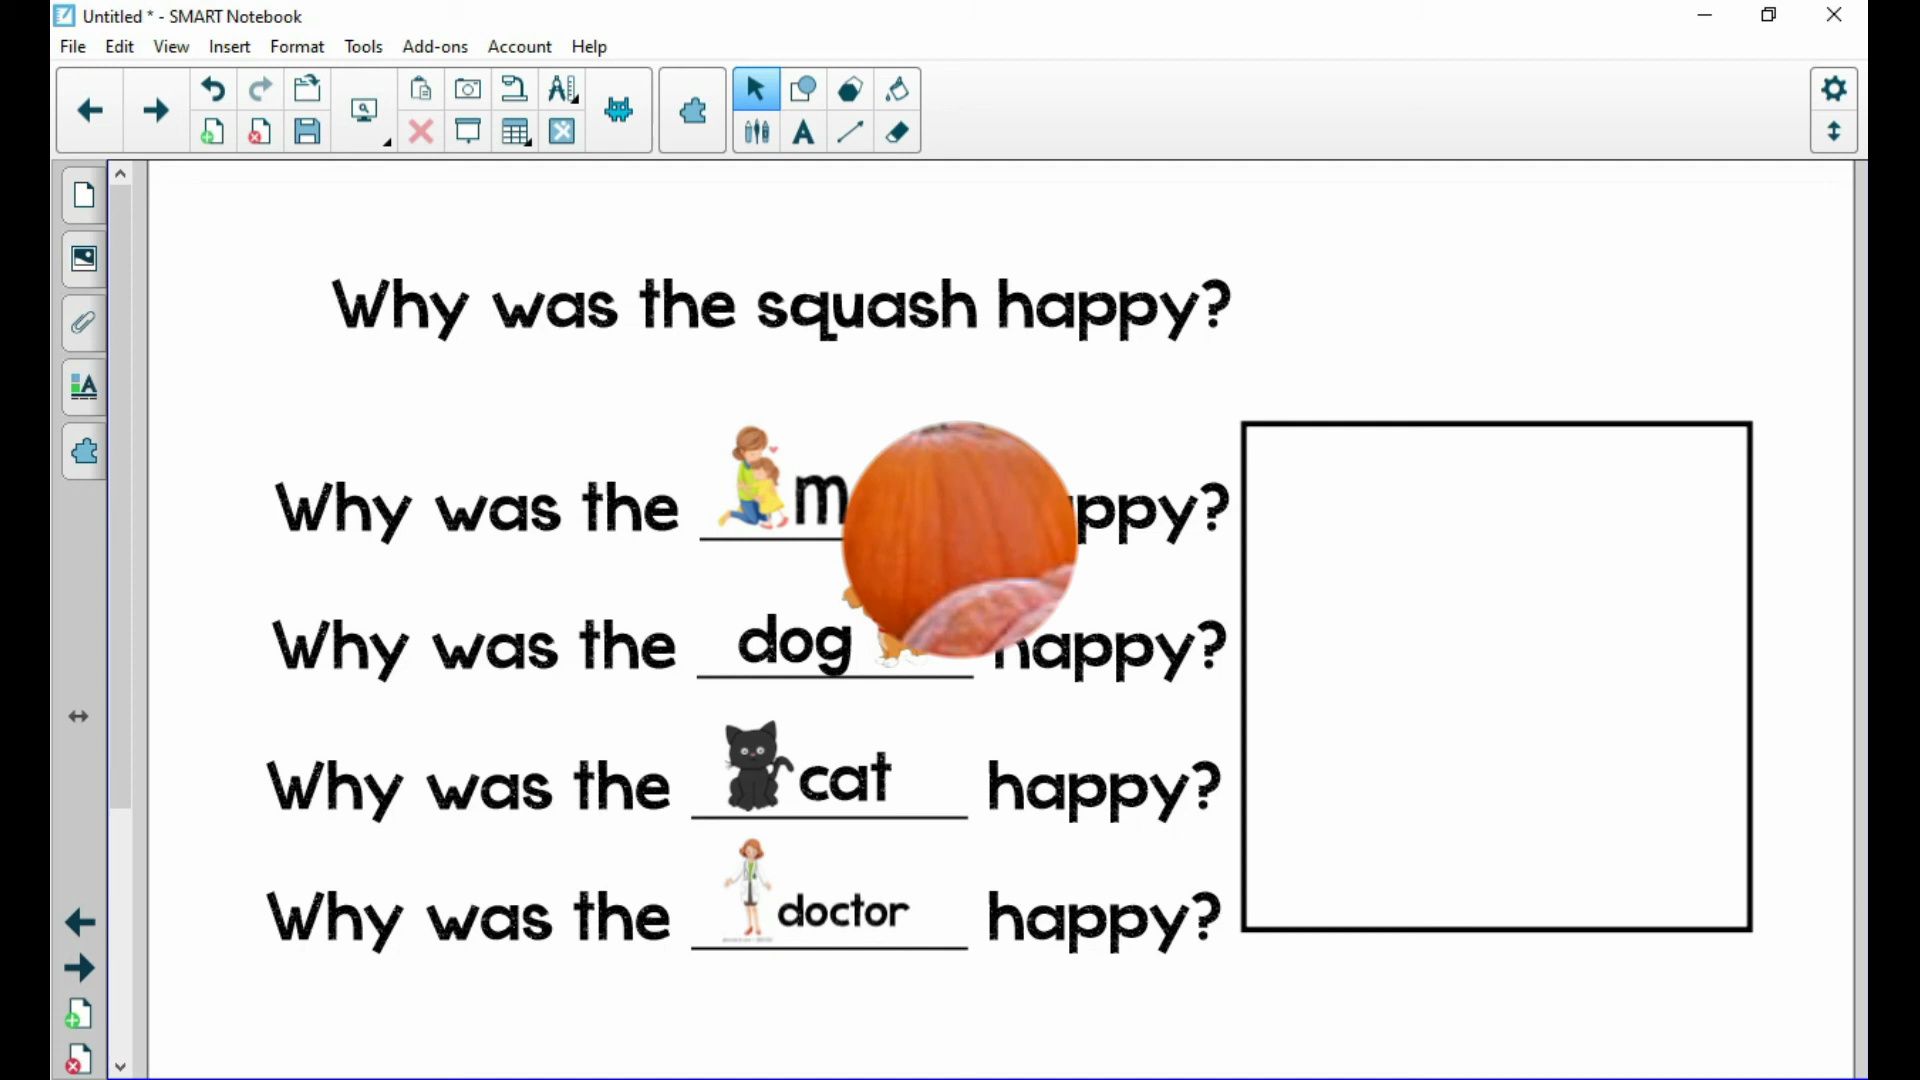 Untitled * - SMART Notebook
File Edit View Insert Format Tools Add-ons Account Help
Why was the squash happy?
Why was the m ppy?
Why was the dog happy?
Why was the cat happy?
Why was the doctor happy?